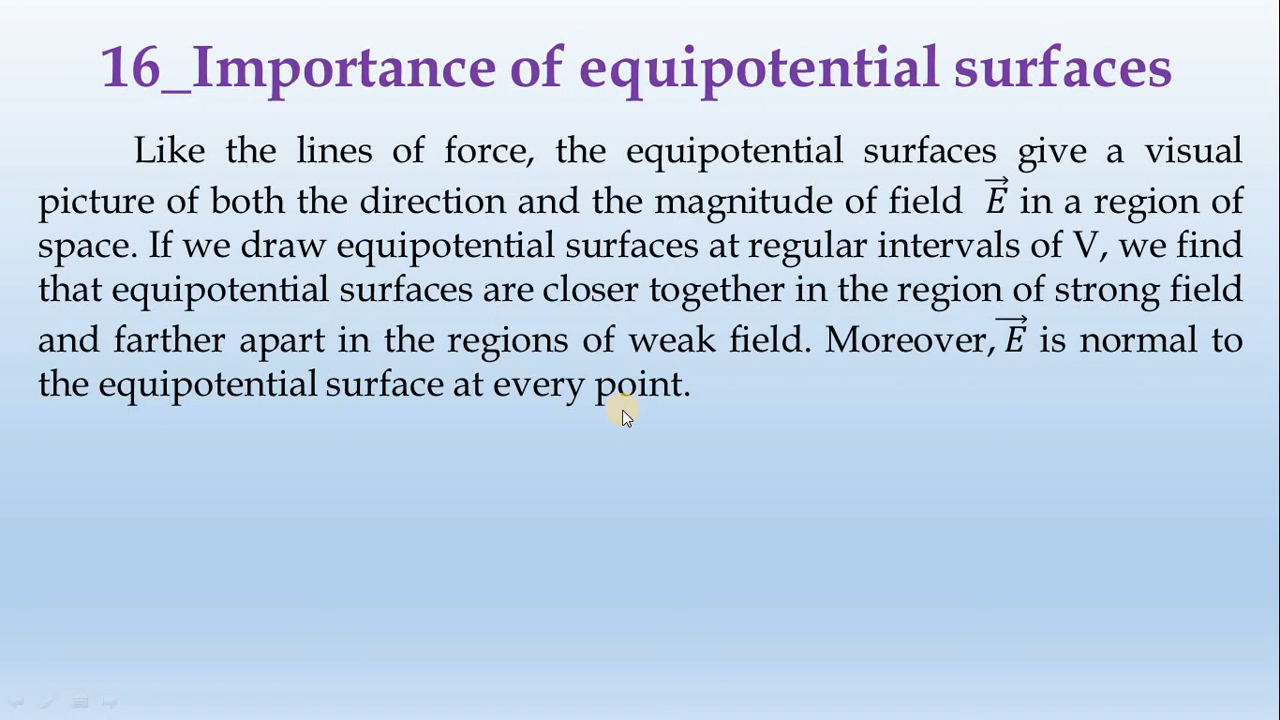 16_Importance of equipotential surfaces
Like the lines of force, the equipotential surfaces give a visual
picture of both the direction and the magnitude of field \(\vec{E}\) in a region of
space. If we draw equipotential surfaces at regular intervals of V, we find
that equipotential surfaces are closer together in the region of strong field
and farther apart in the regions of weak field. Moreover, \(\vec{E}\) is normal to
the equipotential surface at every point.